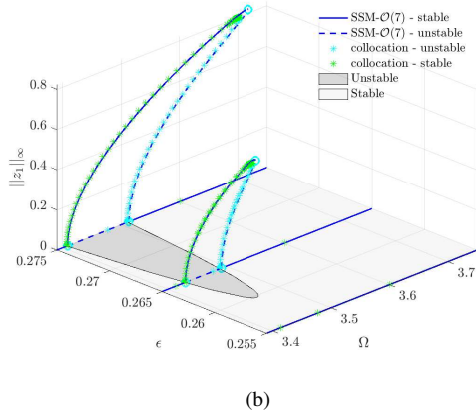 SSM-𝒪(7) - stable
SSM-𝒪(7) - unstable
collocation - unstable
collocation - stable
Unstable
Stable
0.8
0.6
0.4
0.2
0
||z₁||∞
0.275
0.27
0.265
0.26
0.255
ϵ
3.4
3.5
3.6
3.7
Ω
(b)